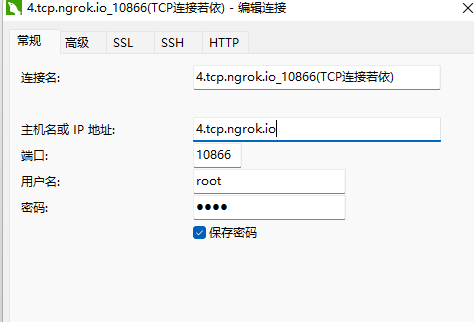 4.tcp.ngrok.io_10866(TCP连接若依) - 编辑连接
常规 高级 SSL SSH HTTP
连接名: 4.tcp.ngrok.io_10866(TCP连接若依)
主机名或 IP 地址: 4.tcp.ngrok.io
端口: 10866
用户名: root
密码: ●●●●
保存密码